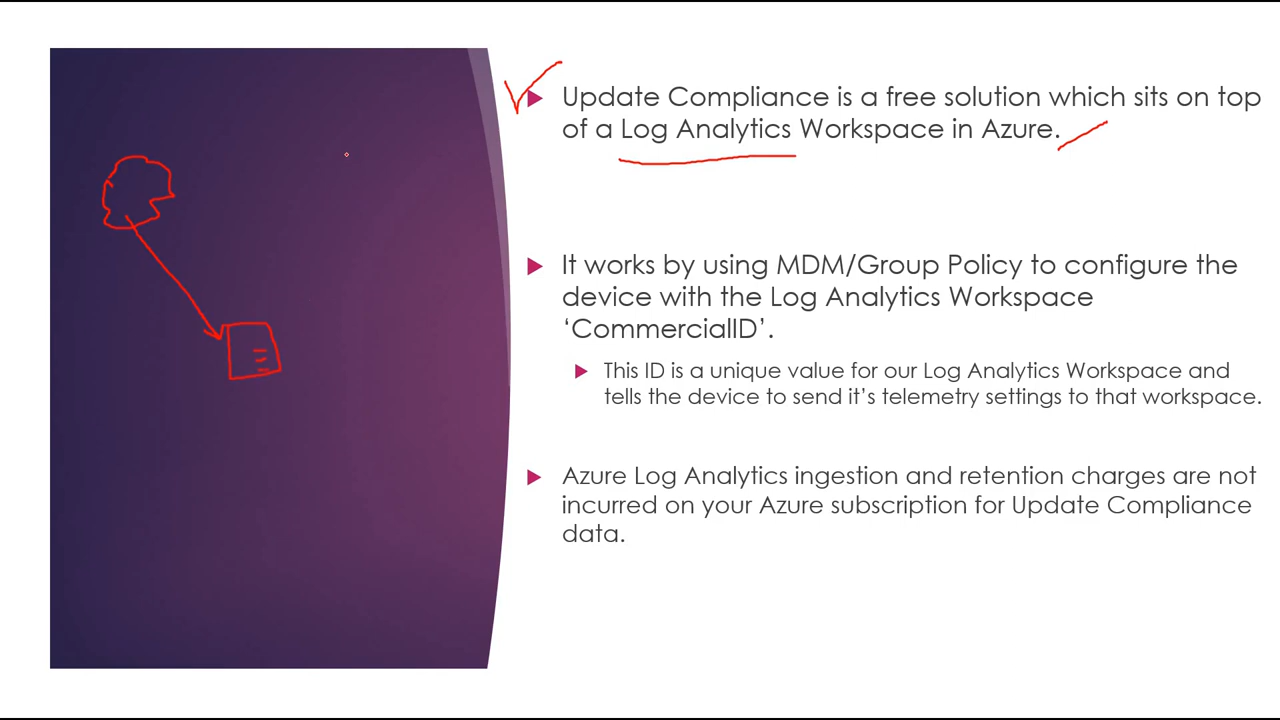 Update Compliance is a free solution which sits on top
of a Log Analytics Workspace in Azure.
It works by using MDM/Group Policy to configure the
device with the Log Analytics Workspace
‘CommercialID’.
This ID is a unique value for our Log Analytics Workspace and
tells the device to send it’s telemetry settings to that workspace.
Azure Log Analytics ingestion and retention charges are not
incurred on your Azure subscription for Update Compliance
data.